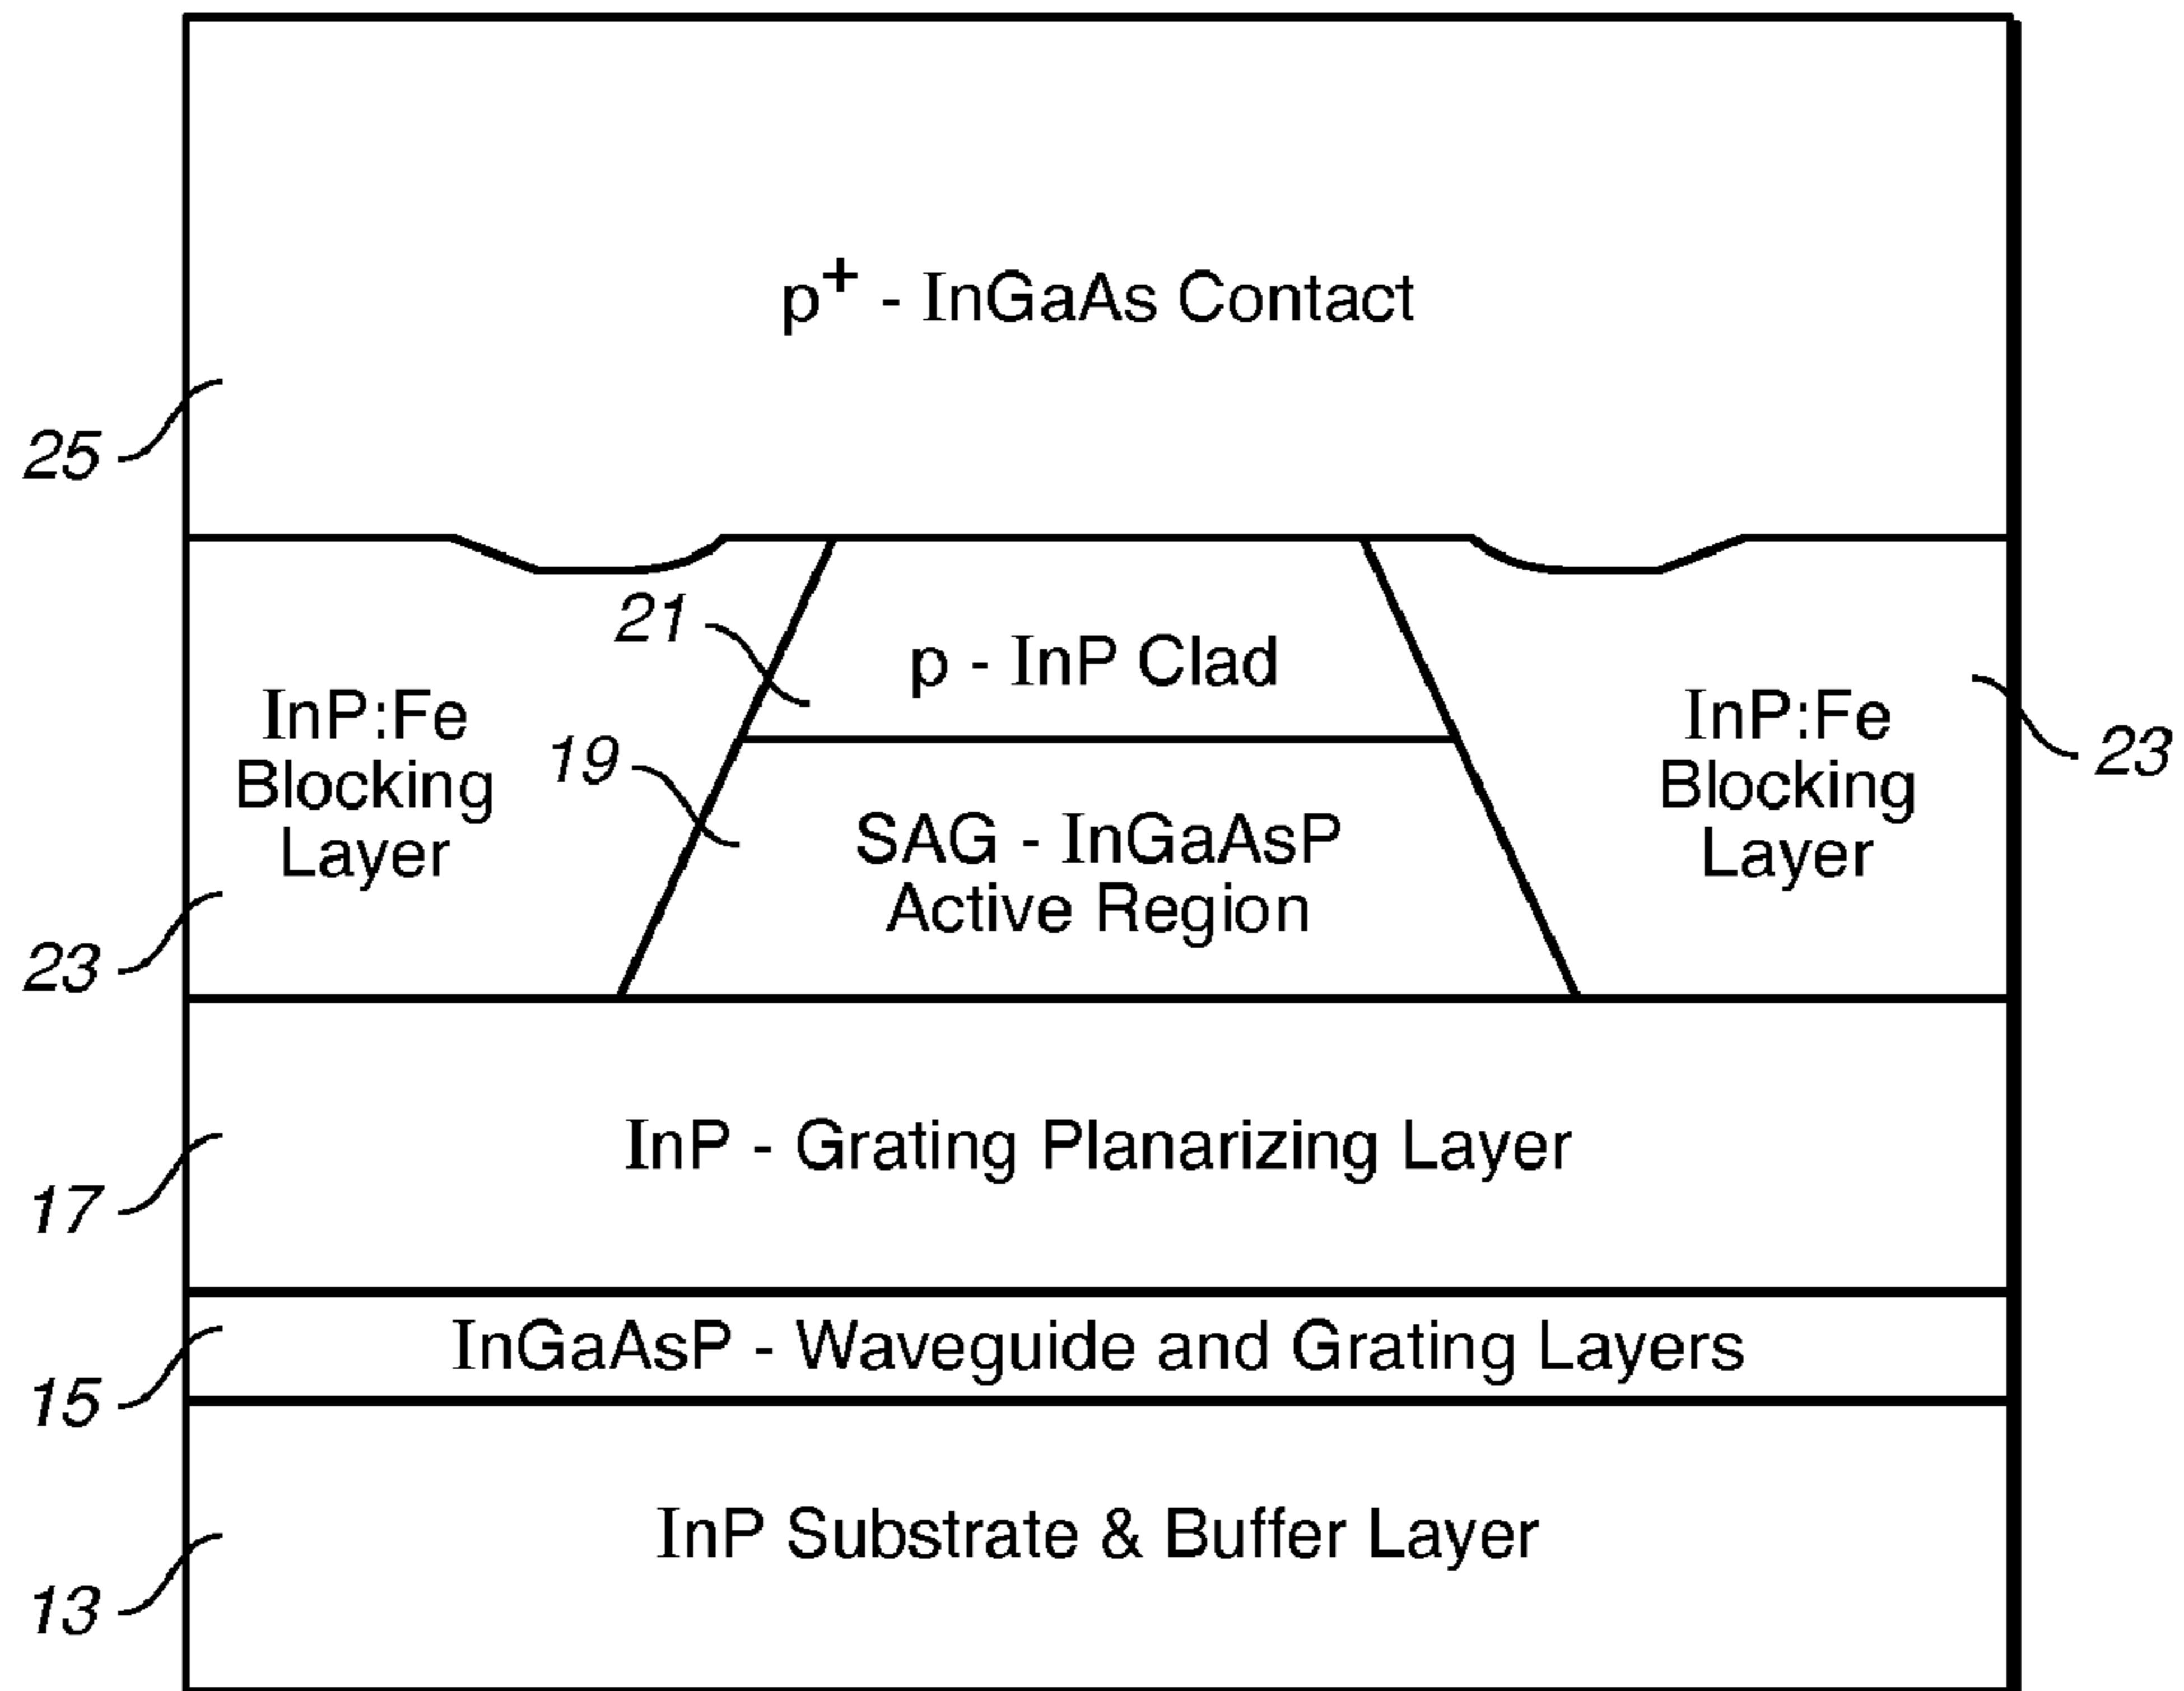 p+ - InGaAs Contact
25
21
p - InP Clad
InP:Fe
Blocking
Layer
InP:Fe
Blocking
Layer
23
19
SAG - InGaAsP
Active Region
23
InP - Grating Planarizing Layer
17
InGaAsP - Waveguide and Grating Layers
15
InP Substrate & Buffer Layer
13